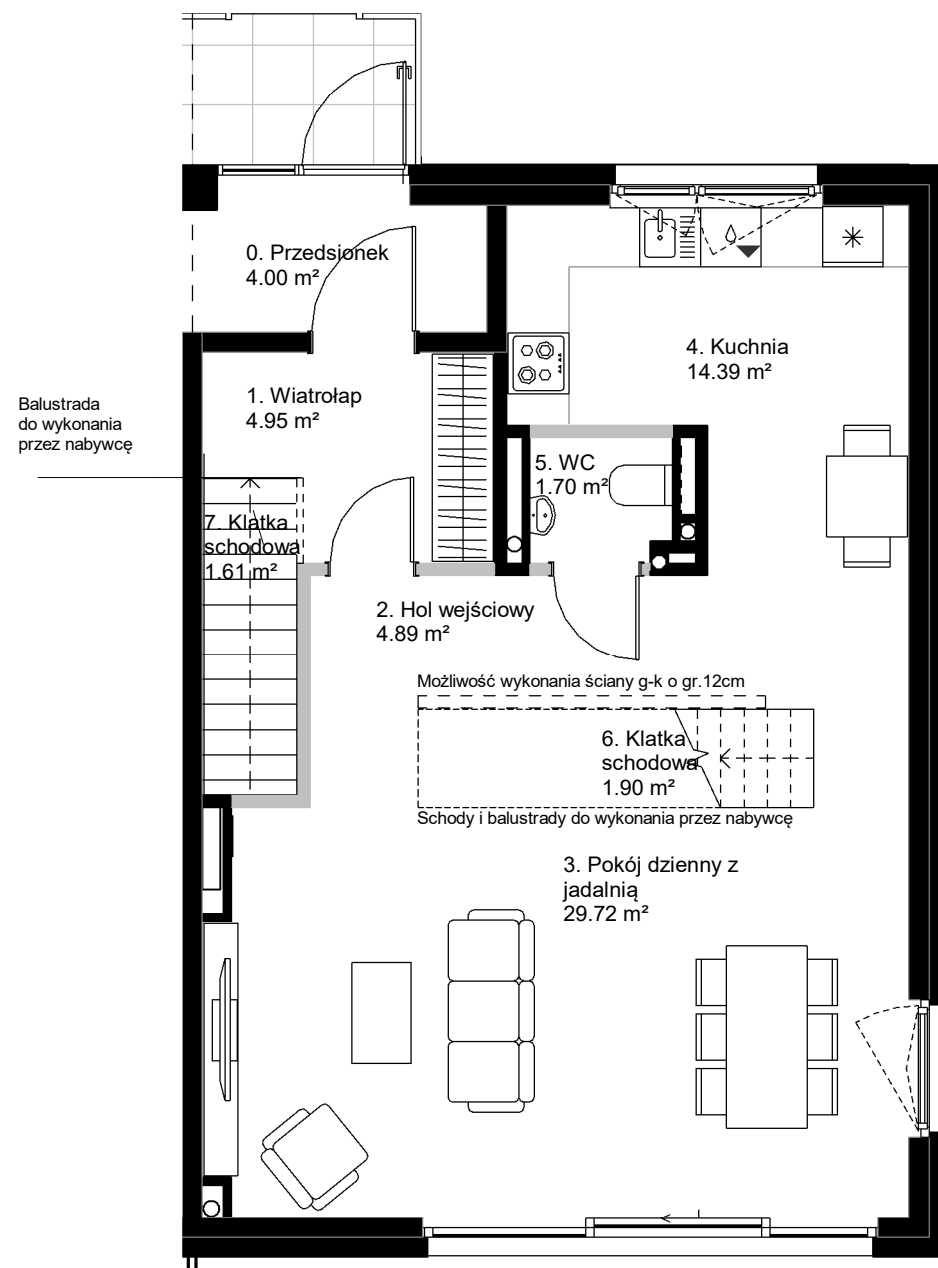 0. Przedsionek
4.00 m²
4. Kuchnia
14.39 m²
1. Wiatrołap
4.95 m²
Balustrada
do wykonania
przez nabywcę
5. WC
1.70 m²
7. Klatka
schodowa
1.61 m²
2. Hol wejściowy
4.89 m²
Możliwość wykonania ściany g-k o gr.12cm
6. Klatka
schodowa
1.90 m²
Schody i balustrady do wykonania przez nabywcę
3. Pokój dzienny z
jadalnią
29.72 m²